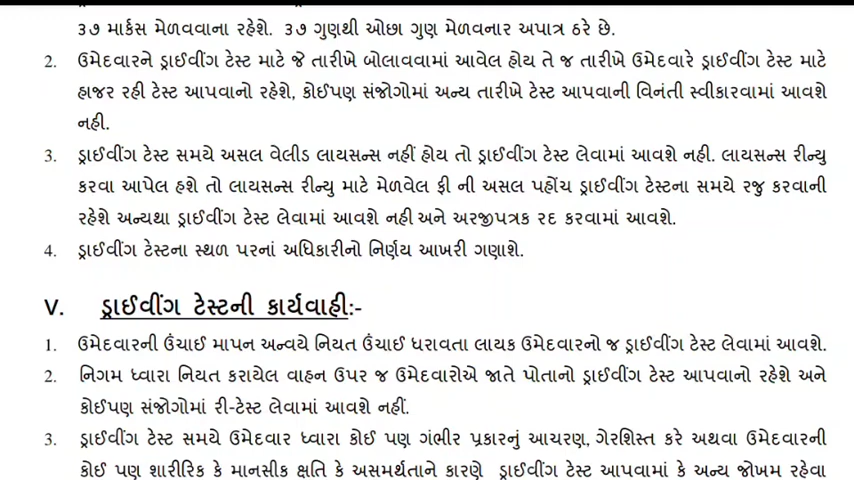 ૩૭ માર્કસ મેળવવાના રહેશે. ૩૭ ગુણથી ઓછા ગુણ મેળવનાર અપાત્ર ઠરે છે.
2. ઉમેદવારને ડ્રાઈવીંગ ટેસ્ટ માટે જે તારીખે બોલાવવામાં આવેલ હોય તે જ તારીખે ઉમેદવારે ડ્રાઈવીંગ ટેસ્ટ માટે
હાજર રહી ટેસ્ટ આપવાનો રહેશે, કોઈપણ સંજોગોમાં અન્ય તારીખે ટેસ્ટ આપવાની વિનંતી સ્વીકારવામાં આવશે
નહી.
3. ડ્રાઈવીંગ ટેસ્ટ સમયે અસલ વેલીડ લાયસન્સ નહીં હોય તો ડ્રાઈવીંગ ટેસ્ટ લેવામાં આવશે નહી. લાયસન્સ રીન્યુ
કરવા આપેલ હશે તો લાયસન્સ રીન્યુ માટે મેળવેલ ફી ની અસલ પહોંચ ડ્રાઈવીંગ ટેસ્ટના સમયે રજુ કરવાની
રહેશે અન્યથા ડ્રાઈવીંગ ટેસ્ટ લેવામાં આવશે નહી અને અરજીપત્રક રદ કરવામાં આવશે.
4. ડ્રાઈવીંગ ટેસ્ટના સ્થળ પરનાં અધિકારીનો નિર્ણય આખરી ગણાશે.
V. ડ્રાઈવીંગ ટેસ્ટની કાર્યવાહી:-
1. ઉમેદવારની ઉંચાઈ માપન અન્વયે નિયત ઉંચાઈ ધરાવતા લાયક ઉમેદવારનો જ ડ્રાઈવીંગ ટેસ્ટ લેવામાં આવશે.
2. નિગમ ધ્વારા નિયત કરાયેલ વાહન ઉપર જ ઉમેદવારોએ જાતે પોતાનો ડ્રાઈવીંગ ટેસ્ટ આપવાનો રહેશે અને
કોઈપણ સંજોગોમાં રી-ટેસ્ટ લેવામાં આવશે નહીં.
3. ડ્રાઈવીંગ ટેસ્ટ સમયે ઉમેદવાર ધ્વારા કોઈ પણ ગંભીર પ્રકારનું આચરણ, ગેરશિસ્ત કરે અથવા ઉમેદવારની
કોઈ પણ શારીરિક કે માનસીક ક્ષતિ કે અસમર્થતાને કારણે ડ્રાઈવીંગ ટેસ્ટ આપવામાં કે અન્ય જોખમ રહેવા